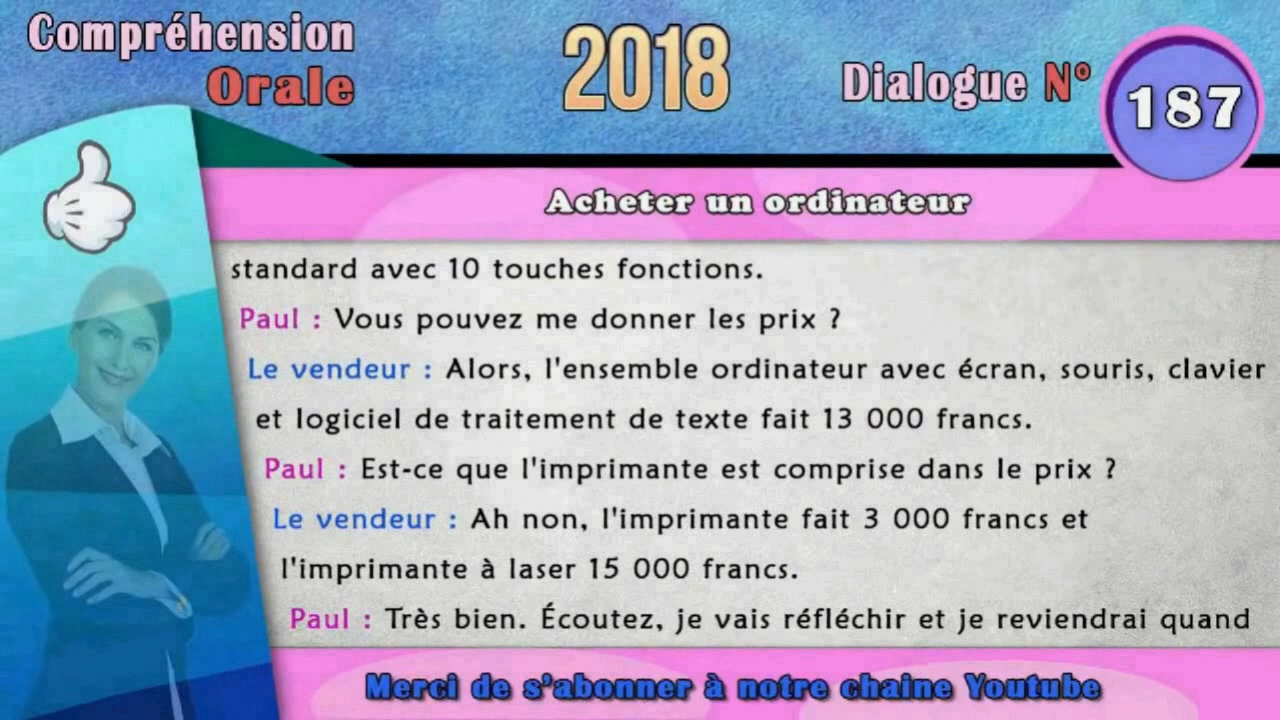 Compréhension
Orale
2018
Dialogue N°
187
Acheter un ordinateur
standard avec 10 touches fonctions.
Paul : Vous pouvez me donner les prix ?
Le vendeur : Alors, l'ensemble ordinateur avec écran, souris, clavier
et logiciel de traitement de texte fait 13 000 francs.
Paul : Est-ce que l'imprimante est comprise dans le prix ?
Le vendeur : Ah non, l'imprimante fait 3 000 francs et
l'imprimante à laser 15 000 francs.
Paul : Très bien. Écoutez, je vais réfléchir et je reviendrai quand
Merci de s'abonner à notre chaine Youtube